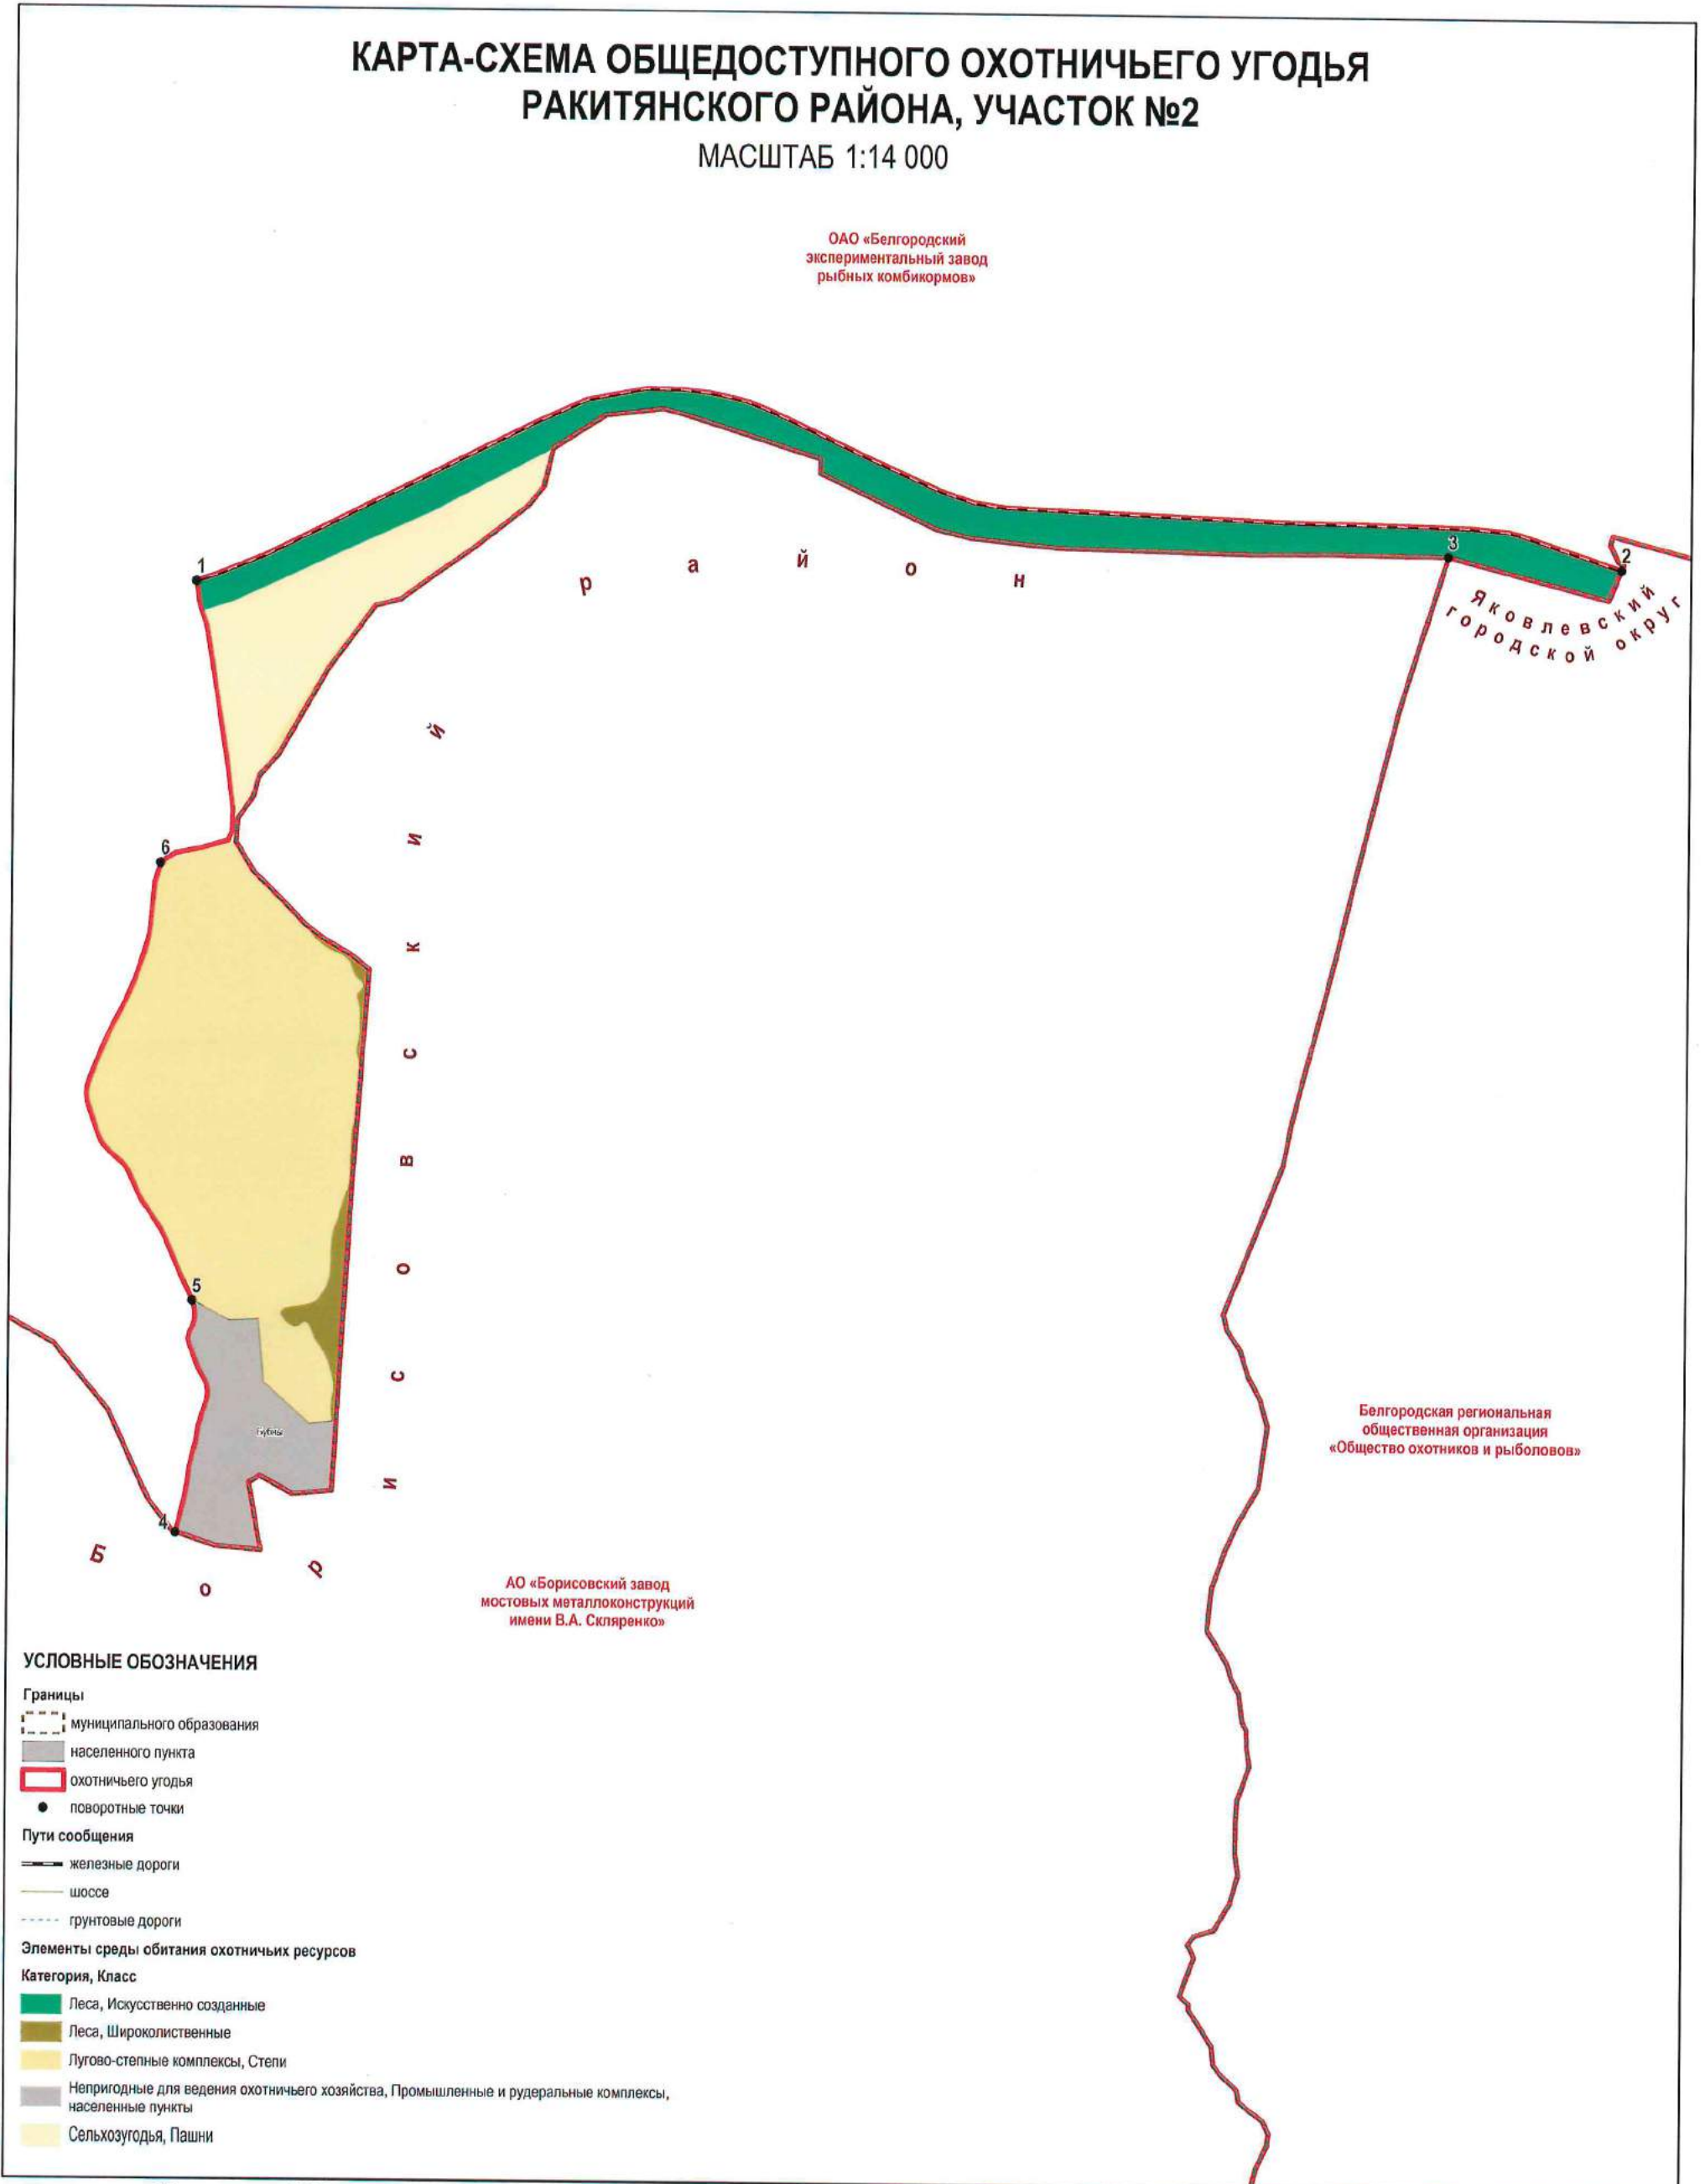 КАРТА-СХЕМА ОБЩЕДОСТУПНОГО ОХОТНИЧЬЕГО УГОДЬЯ
РАКИТЯНСКОГО РАЙОНА, УЧАСТОК №2
МАСШТАБ 1:14 000
ОАО «Белгородский
экспериментальный завод
рыбных комбикормов»
1
2
3
Яковлевский
городской округ
6
5
4
Борисовский район
Белгородская региональная
общественная организация
«Общество охотников и рыболовов»
АО «Борисовский завод
мостовых металлоконструкций
имени В.А. Скляренко»
УСЛОВНЫЕ ОБОЗНАЧЕНИЯ
Границы
муниципального образования
населенного пункта
охотничьего угодья
поворотные точки
Пути сообщения
железные дороги
шоссе
грунтовые дороги
Элементы среды обитания охотничьих ресурсов
Категория, Класс
Леса, Искусственно созданные
Леса, Широколиственные
Лугово-степные комплексы, Степи
Непригодные для ведения охотничьего хозяйства, Промышленные и рудеральные комплексы,
населенные пункты
Сельхозугодья, Пашни